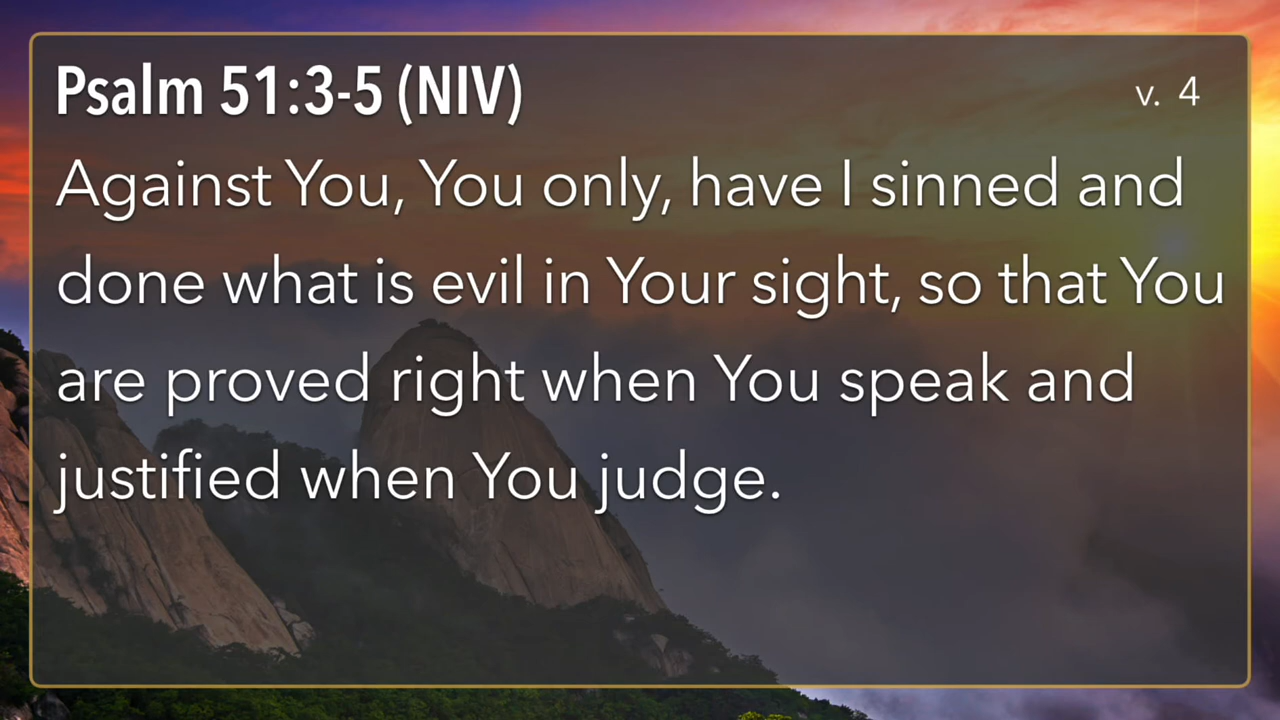 Psalm 51:3-5 (NIV) v. 4
Against You, You only, have I sinned and
done what is evil in Your sight, so that You
are proved right when You speak and
justified when You judge.